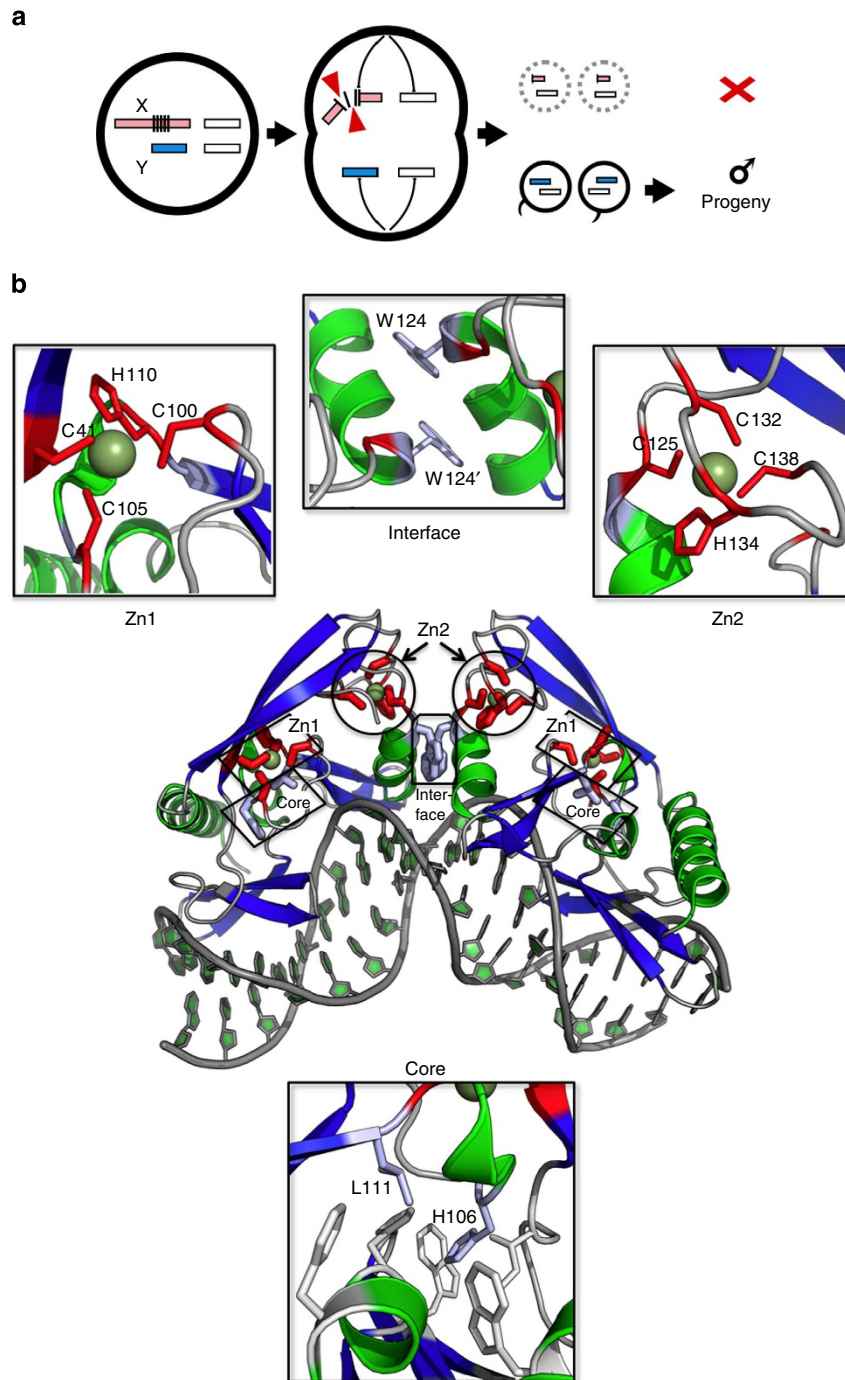 a
X
Y
Progeny
b
H110
C100
C41
C105
Zn1
W124
W124′
Interface
C132
C125
C138
H134
Zn2
Zn2
Zn1
Zn1
Core
Inter-
face
Core
Core
L111
H106